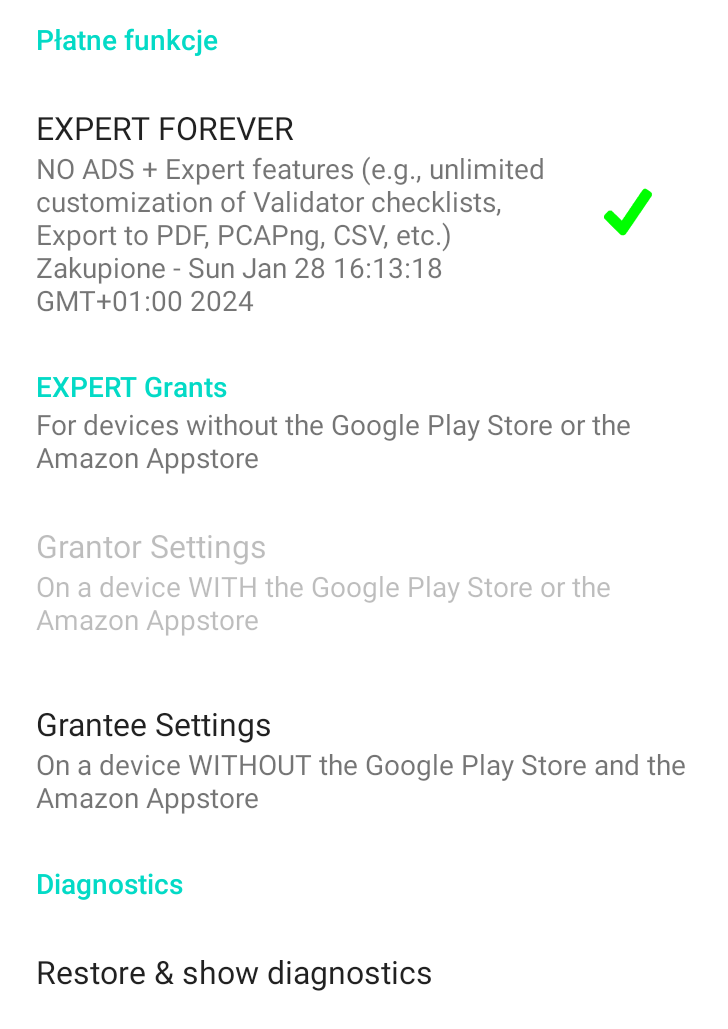 Płatne funkcje
EXPERT FOREVER
NO ADS + Expert features (e.g., unlimited
customization of Validator checklists,
Export to PDF, PCAPng, CSV, etc.)
Zakupione - Sun Jan 28 16:13:18
GMT+01:00 2024
EXPERT Grants
For devices without the Google Play Store or the
Amazon Appstore
Grantor Settings
On a device WITH the Google Play Store or the
Amazon Appstore
Grantee Settings
On a device WITHOUT the Google Play Store and the
Amazon Appstore
Diagnostics
Restore & show diagnostics